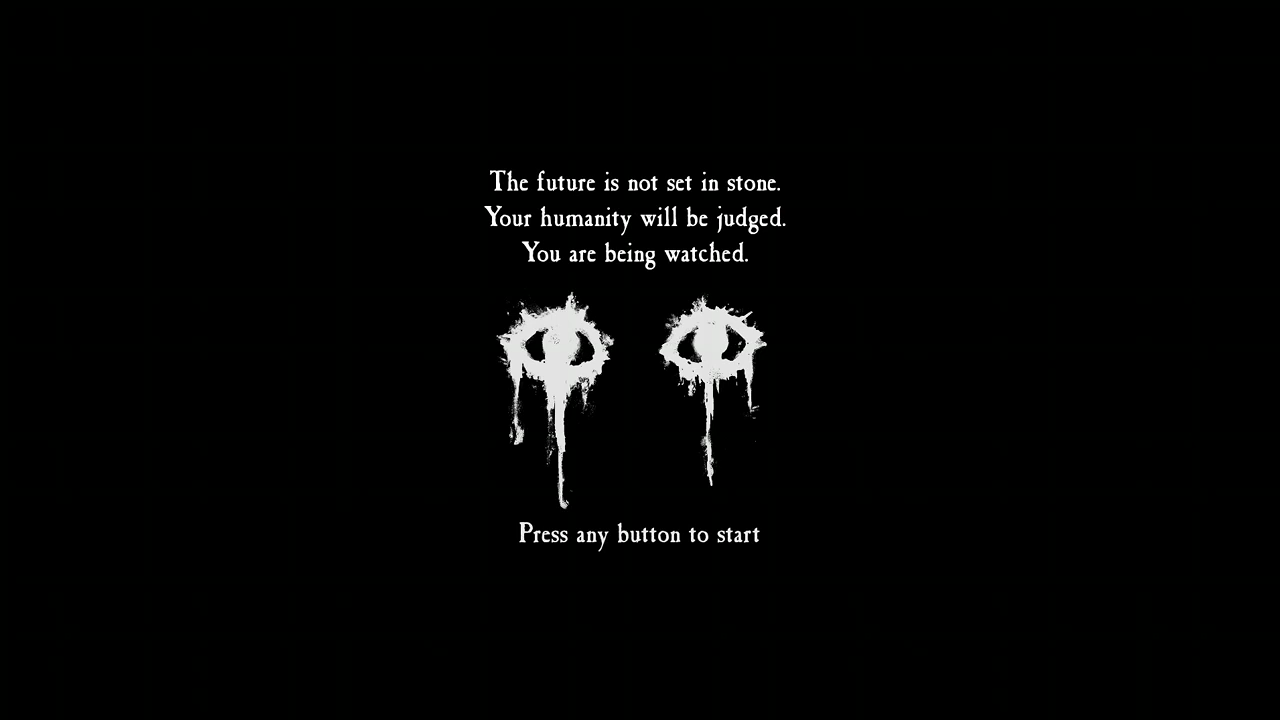 The future is not set in stone.
Your humanity will be judged.
You are being watched.
Press any button to start